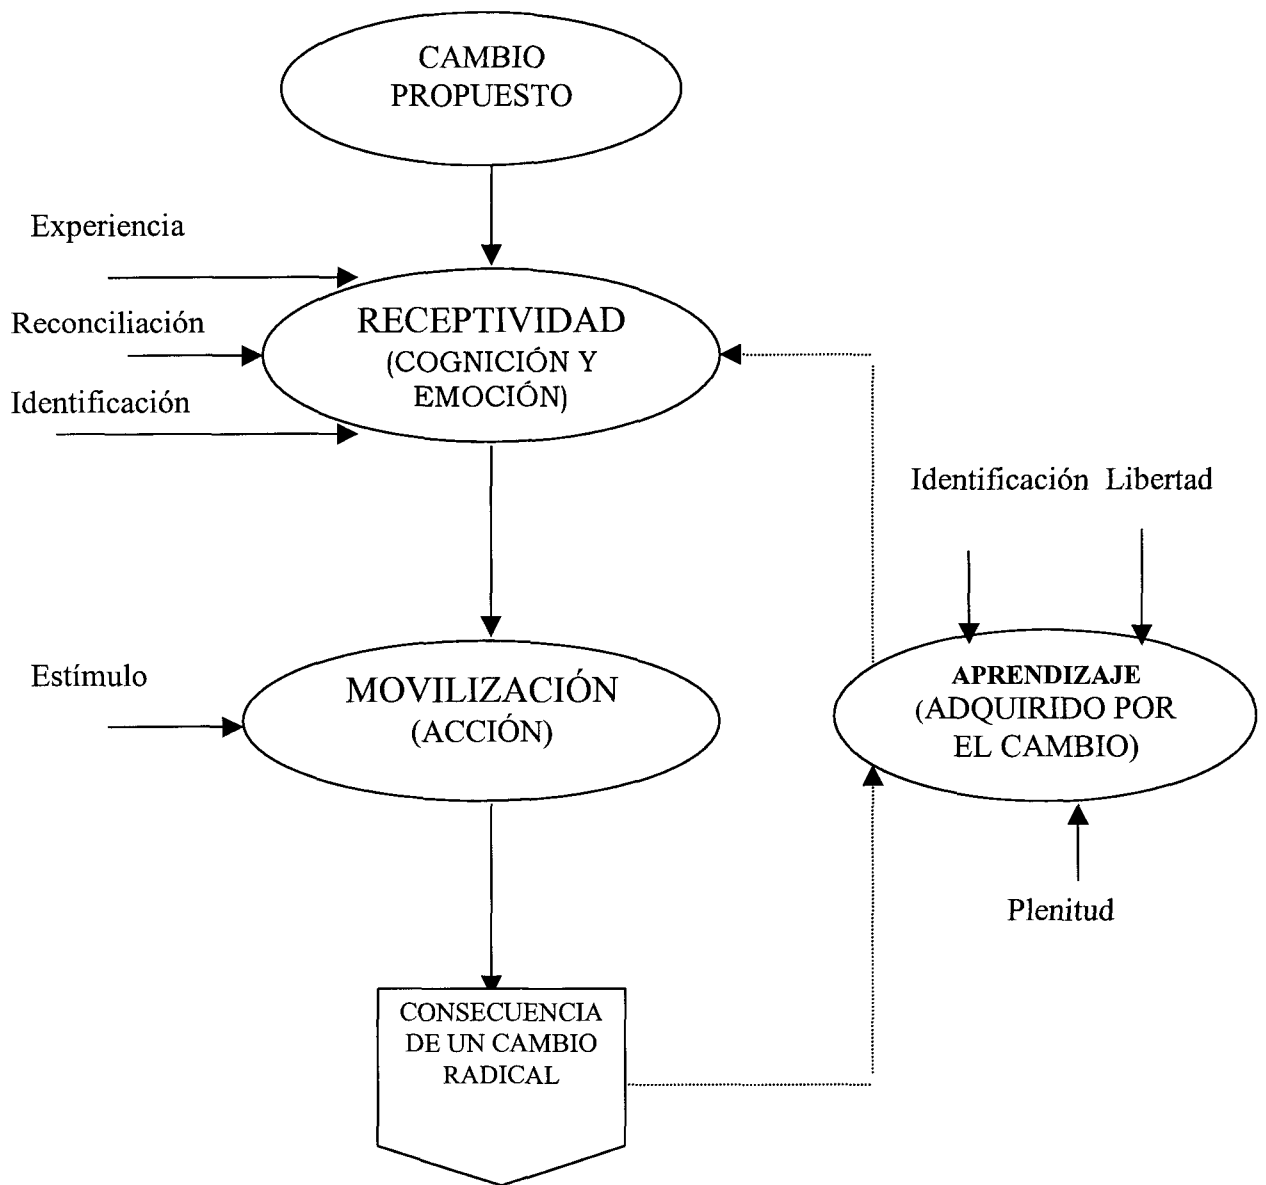 CAMBIO
PROPUESTO
Experiencia
RECEPTIVIDAD
Reconciliación
(COGNICIÓN Y
EMOCIÓN)
Identificación
Identificación Libertad
Estímulo
MOVILIZACIÓN
(ACCIÓN)
APRENDIZAJE
(ADQUIRIDO POR
EL CAMBIO)
Plenitud
CONSECUENCIA
DE UN CAMBIO
RADICAL